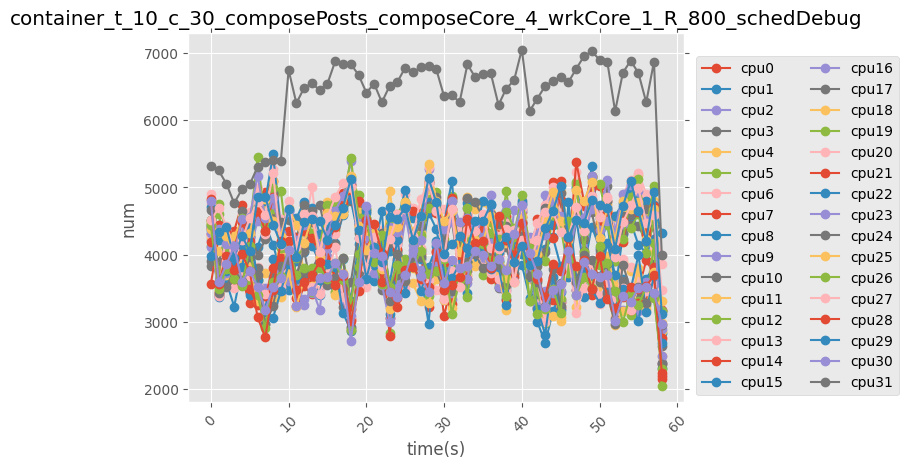 container_t_10_c_30_composePosts_composeCore_4_wrkCore_1_R_800_schedDebug
7000
6000
5000
4000
3000
2000
num
0
10
20
30
40
50
60
time(s)
cpu0
cpu1
cpu2
cpu3
cpu4
cpu5
cpu6
cpu7
cpu8
cpu9
cpu10
cpu11
cpu12
cpu13
cpu14
cpu15
cpu16
cpu17
cpu18
cpu19
cpu20
cpu21
cpu22
cpu23
cpu24
cpu25
cpu26
cpu27
cpu28
cpu29
cpu30
cpu31